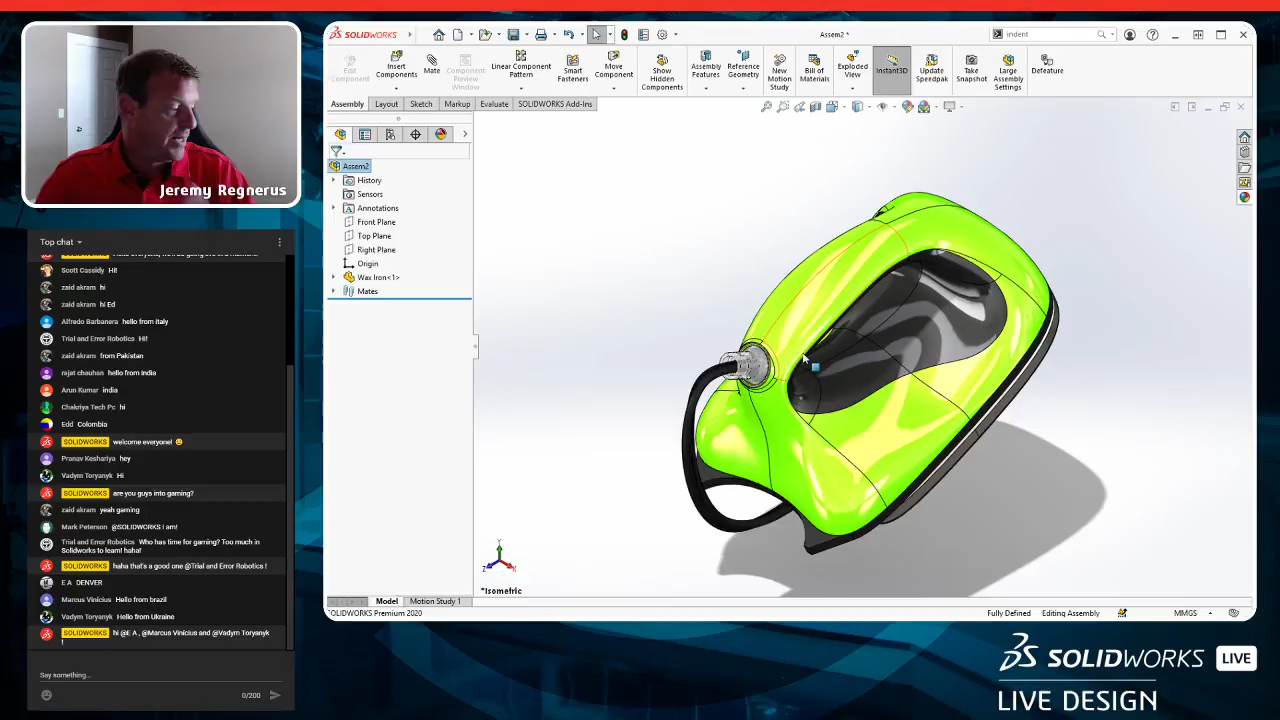 Jeremy Regnerus
Top chat
Scott Cassidy Hi!
zaid akram hi
zaid akram hi Ed
Alfredo Barbanera hello from italy
Trial and Error Robotics Hi!
zaid akram from Pakistan
rajat chauhan hello from india
Arun Kumar india
Chakriya Tech Pc hi
Edd Colombia
SOLIDWORKS welcome everyone!
Pranav Keshariya hey
Vadym Toryanyk Hi
SOLIDWORKS are you guys into gaming?
zaid akram yeah gaming
Mark Peterson @SOLIDWORKS I am!
Trial and Error Robotics Who has time for gaming? Too much in
Solidworks to learn! haha!
SOLIDWORKS haha that's a good one @Trial and Error Robotics !
E A DENVER
Marcus Vinícius Hello from brazil
Vadym Toryanyk Hello from Ukraine
SOLIDWORKS hi @E A , @Marcus Vinícius and @Vadym Toryanyk
!
Say something...
0/200
SOLIDWORKS
Assem2 *
indent
Edit Component
Insert Components
Mate
Component Preview Window
Linear Component Pattern
Smart Fasteners
Move Component
Show Hidden Components
Assembly Features
Reference Geometry
New Motion Study
Bill of Materials
Exploded View
Instant3D
Update Speedpak
Take Snapshot
Large Assembly Settings
Defeature
Assembly Layout Sketch Markup Evaluate SOLIDWORKS Add-Ins
Assem2
History
Sensors
Annotations
Front Plane
Top Plane
Right Plane
Origin
Wax Iron<1>
Mates
Y
Z
X
*Isometric
Model Motion Study 1
SOLIDWORKS Premium 2020
Fully Defined Editing Assembly MMGS
SOLIDWORKS LIVE
LIVE DESIGN